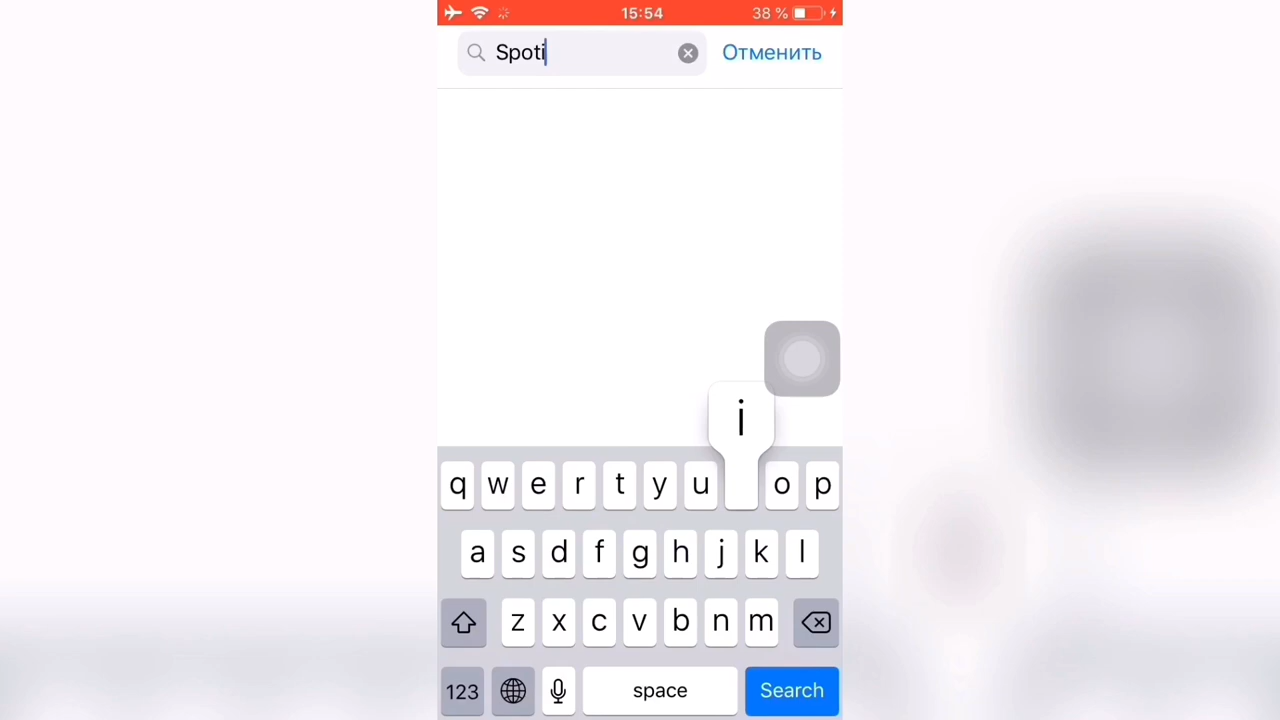 15:54 38 %
Spoti Отменить
i
q w e r t y u o p
a s d f g h j k l
z x c v b n m
123 space Search